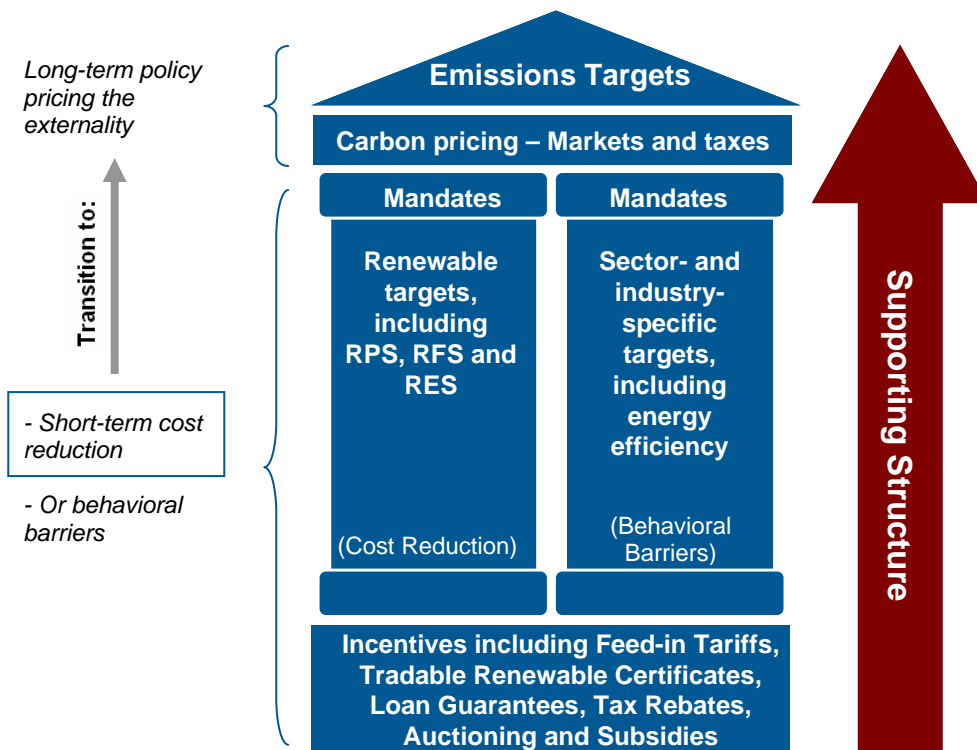 Long-term policy
pricing the
externality
Transition to:
- Short-term cost
reduction
- Or behavioral
barriers
Emissions Targets
Carbon pricing – Markets and taxes
Mandates
Renewable
targets,
including
RPS, RFS and
RES
(Cost Reduction)
Mandates
Sector- and
industry-
specific
targets,
including
energy
efficiency
(Behavioral
Barriers)
Incentives including Feed-in Tariffs,
Tradable Renewable Certificates,
Loan Guarantees, Tax Rebates,
Auctioning and Subsidies
Supporting Structure